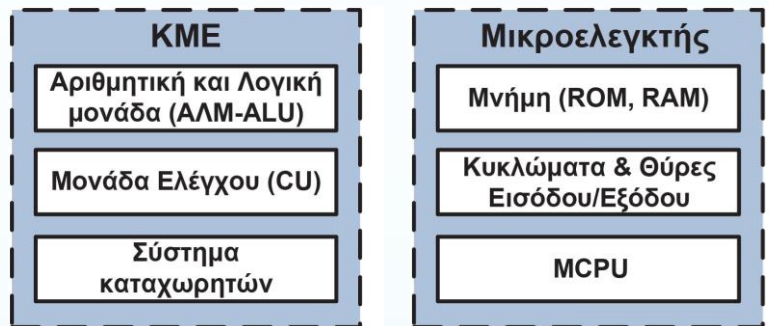 ΚΜΕ
Αριθμητική και Λογική
μονάδα (ΑΛΜ-ALU)
Μονάδα Ελέγχου (CU)
Σύστημα
καταχωρητών
Μικροελεγκτής
Μνήμη (ROM, RAM)
Κυκλώματα & Θύρες
Εισόδου/Εξόδου
MCPU